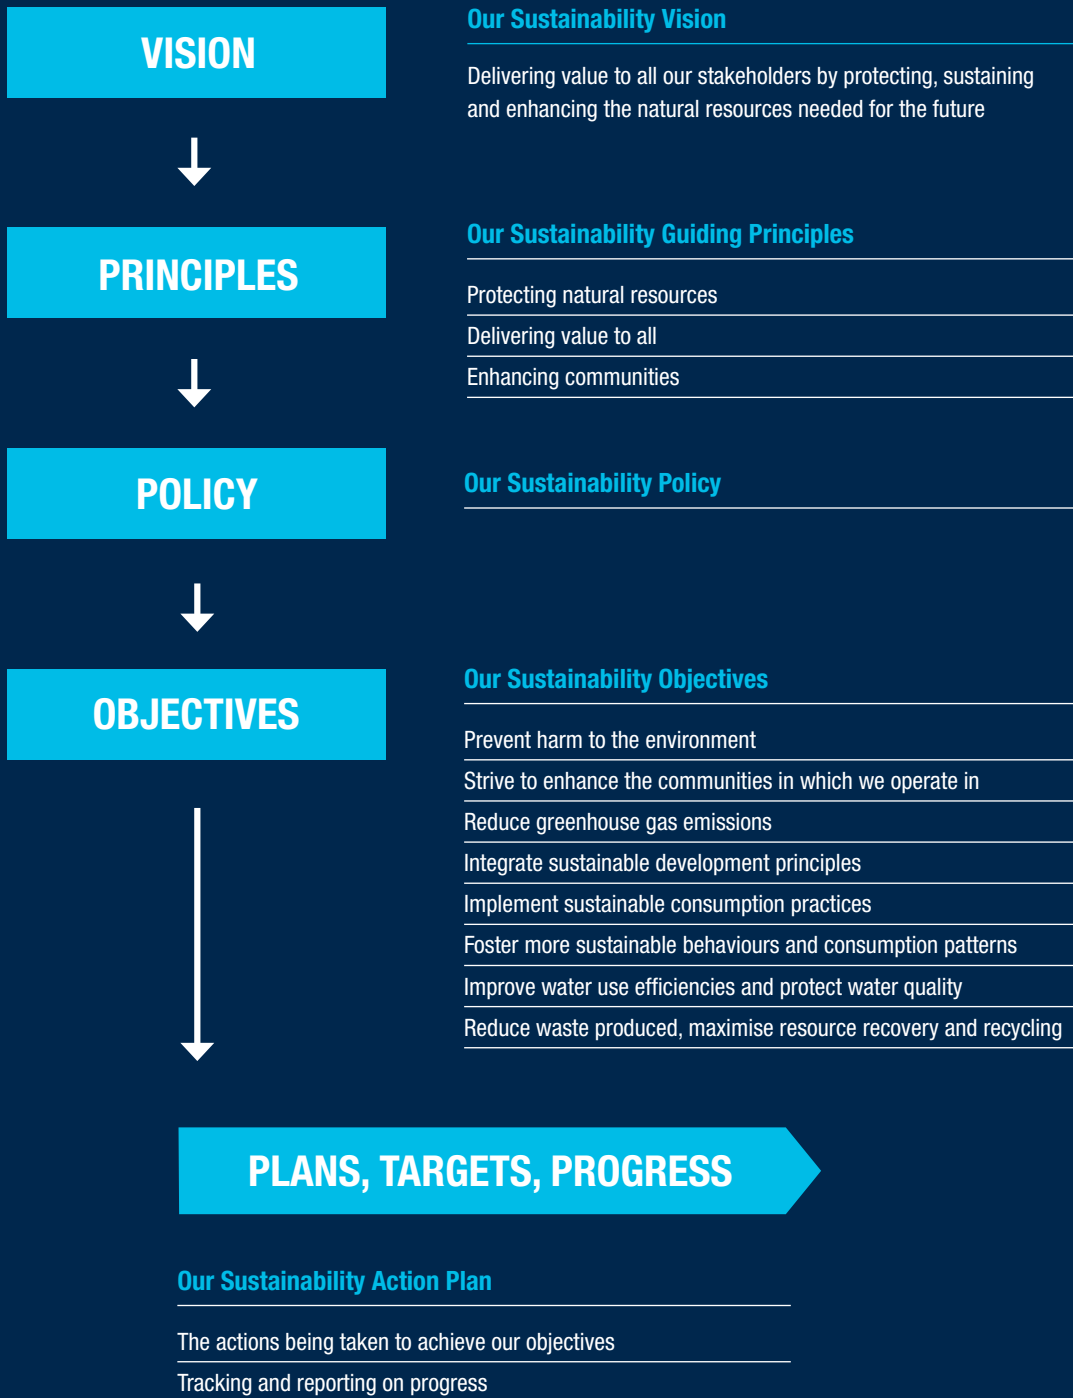 VISION
Our Sustainability Vision
Delivering value to all our stakeholders by protecting, sustaining
and enhancing the natural resources needed for the future
PRINCIPLES
Our Sustainability Guiding Principles
Protecting natural resources
Delivering value to all
Enhancing communities
POLICY
Our Sustainability Policy
OBJECTIVES
Our Sustainability Objectives
Prevent harm to the environment
Strive to enhance the communities in which we operate in
Reduce greenhouse gas emissions
Integrate sustainable development principles
Implement sustainable consumption practices
Foster more sustainable behaviours and consumption patterns
Improve water use efficiencies and protect water quality
Reduce waste produced, maximise resource recovery and recycling
PLANS, TARGETS, PROGRESS
Our Sustainability Action Plan
The actions being taken to achieve our objectives
Tracking and reporting on progress